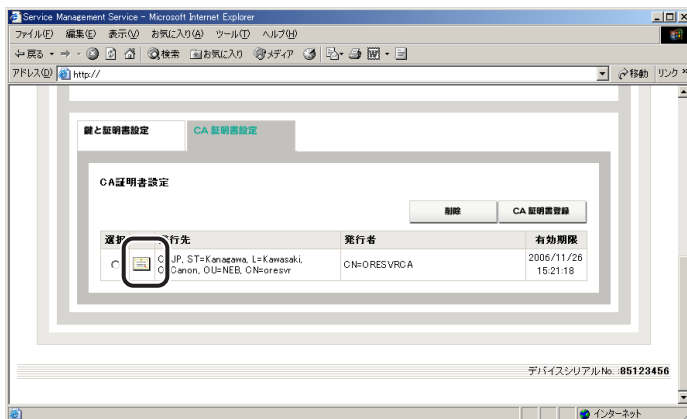 Service Management Service - Microsoft Internet Explorer
ファイル(F) 編集(E) 表示(V) お気に入り(A) ツール(T) ヘルプ(H)
戻る 検索 お気に入り メディア
アドレス(D) http:// 移動 リンク »
鍵と証明書設定 CA 証明書設定
CA証明書設定
削除 CA 証明書登録
選択 発行先 発行者 有効期限
JP, ST=Kanagawa, L=Kawasaki,
Canon, OU=NEB, CN=oresvr
CN=ORESVRCA
2006/11/26
15:21:18
デバイスシリアルNo. :85123456
インターネット